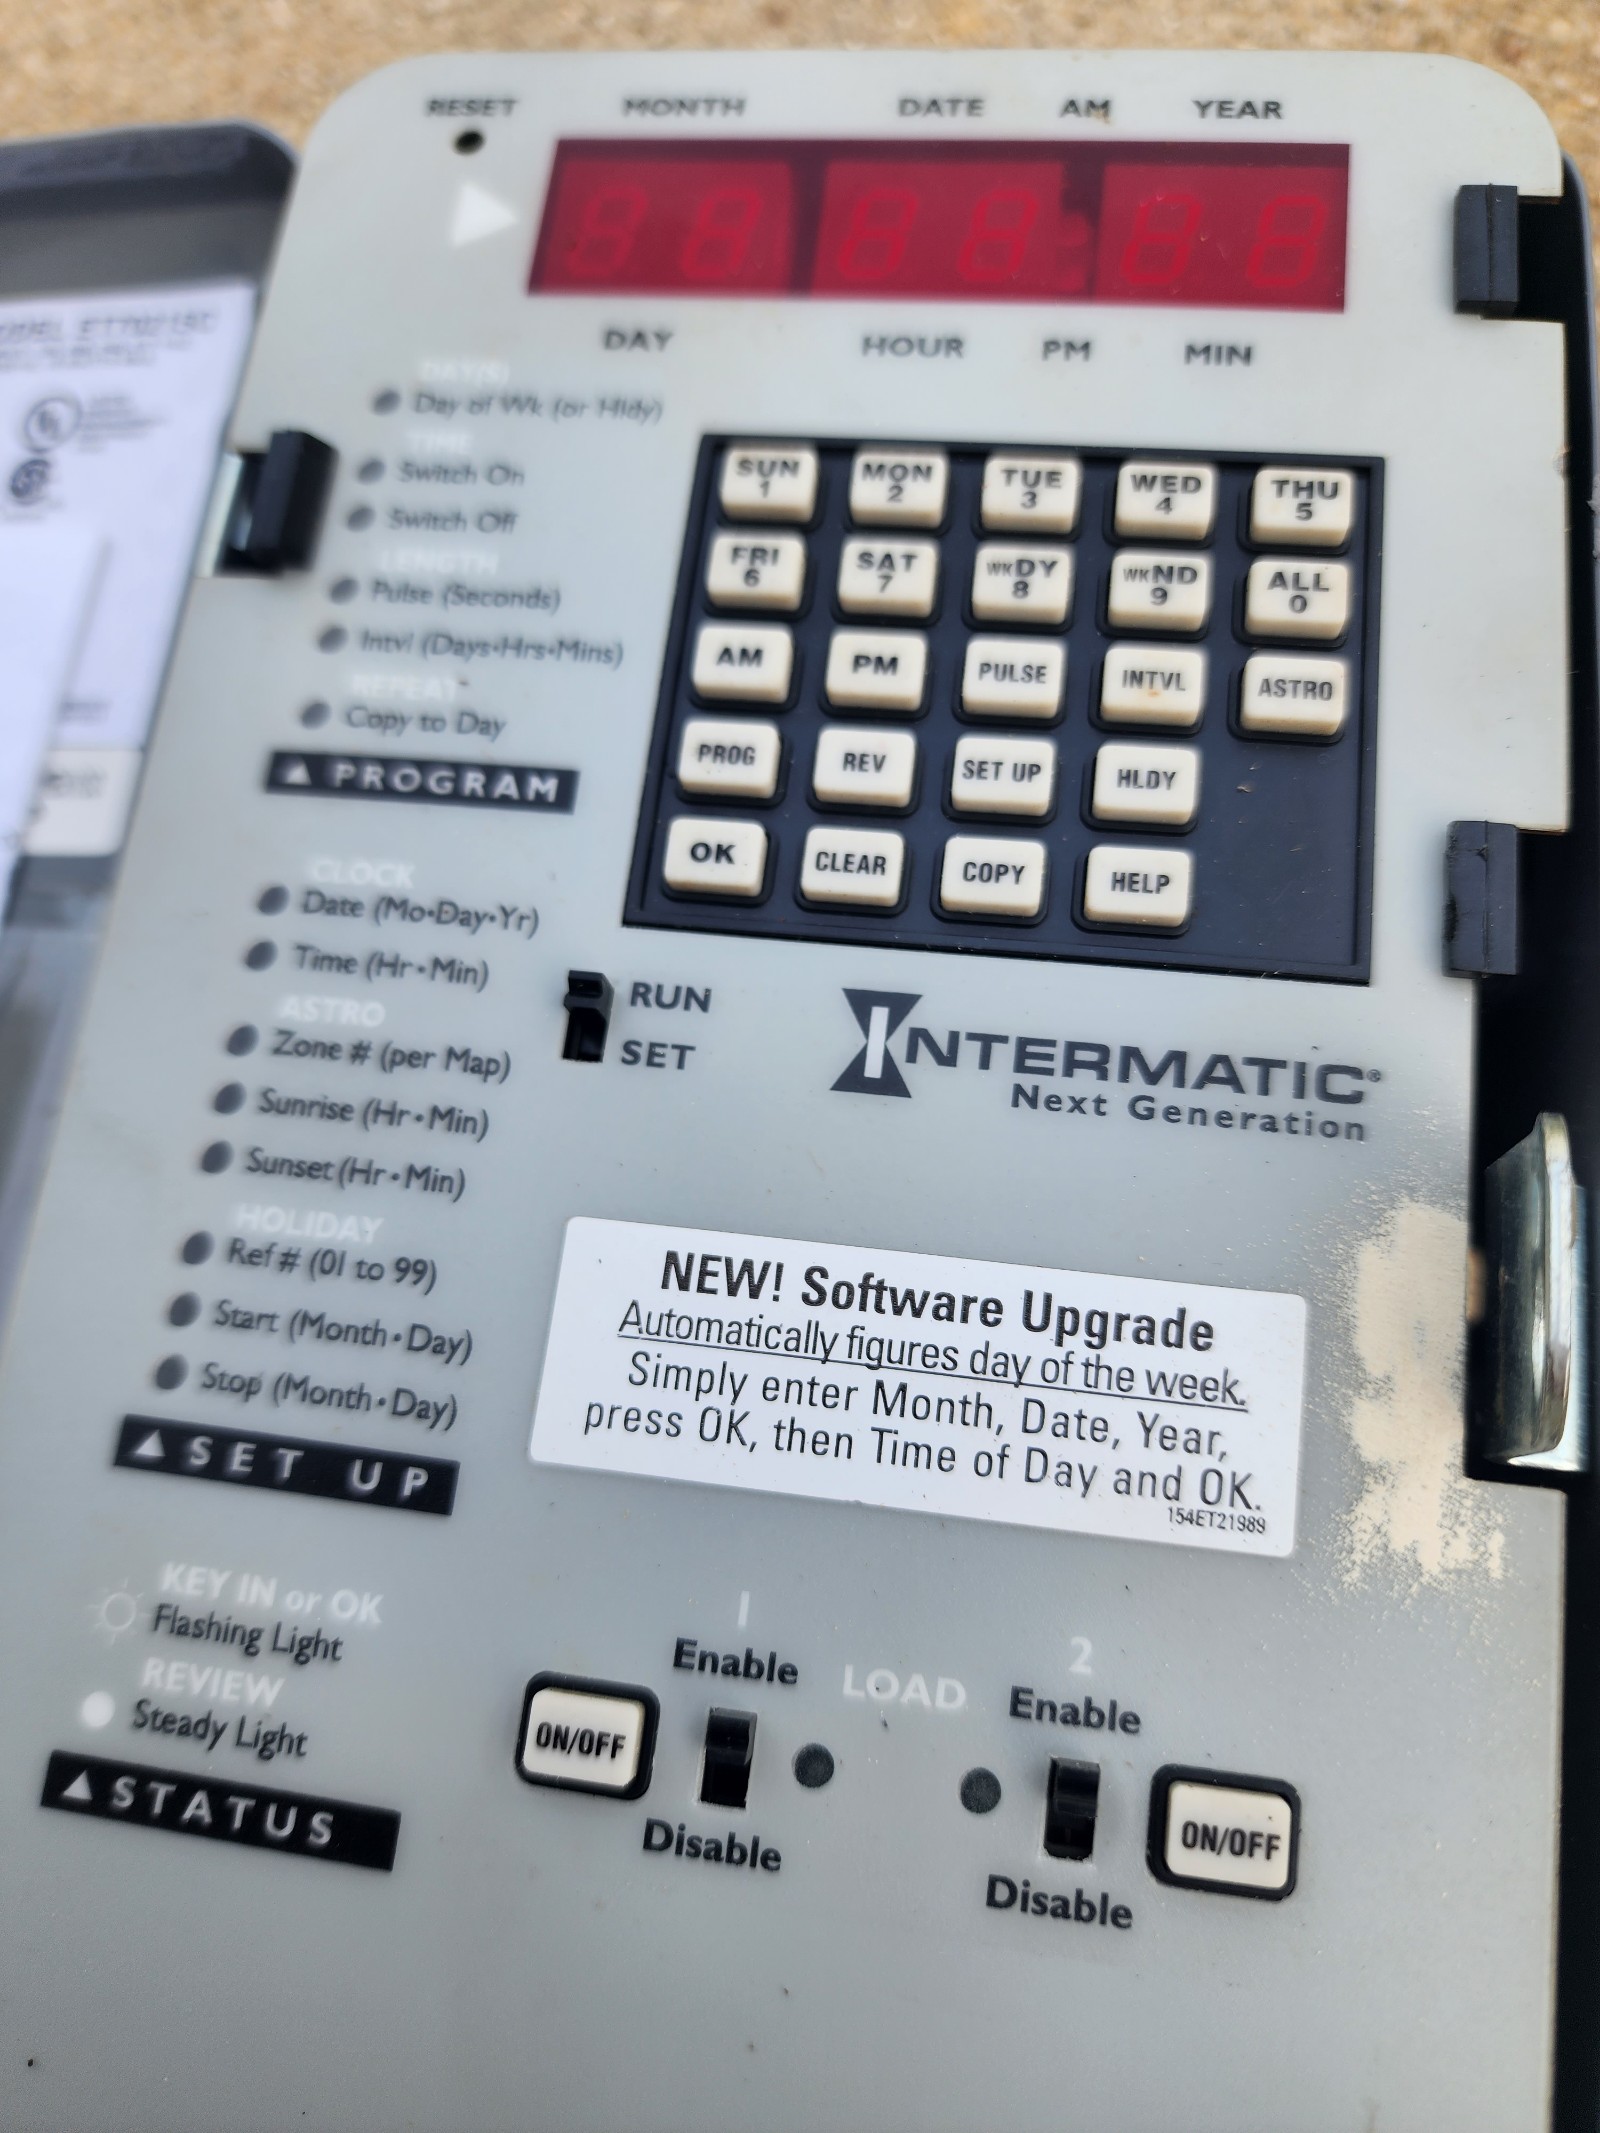 RESET MONTH DATE AM YEAR
DAY HOUR PM MIN
DAY(S)
Day of Wk (or Hldy)
TIME
Switch On
Switch Off
LENGTH
Pulse (Seconds)
Intvl (Days•Hrs•Mins)
REPEAT
Copy to Day
▲ PROGRAM
SUN 1
MON 2
TUE 3
WED 4
THU 5
FRI 6
SAT 7
WKDY 8
WKND 9
ALL 0
AM
PM
PULSE
INTVL
ASTRO
PROG
REV
SET UP
HLDY
OK
CLEAR
COPY
HELP
CLOCK
Date (Mo•Day•Yr)
Time (Hr•Min)
ASTRO
Zone # (per Map)
Sunrise (Hr•Min)
Sunset (Hr•Min)
HOLIDAY
Ref # (01 to 99)
Start (Month•Day)
Stop (Month•Day)
▲ SET UP
RUN
SET
INTERMATIC®
Next Generation
NEW! Software Upgrade
Automatically figures day of the week.
Simply enter Month, Date, Year,
press OK, then Time of Day and OK.
154ET21989
KEY IN or OK
Flashing Light
REVIEW
Steady Light
▲ STATUS
1
Enable
LOAD
2
Enable
ON/OFF
Disable
ON/OFF
Disable